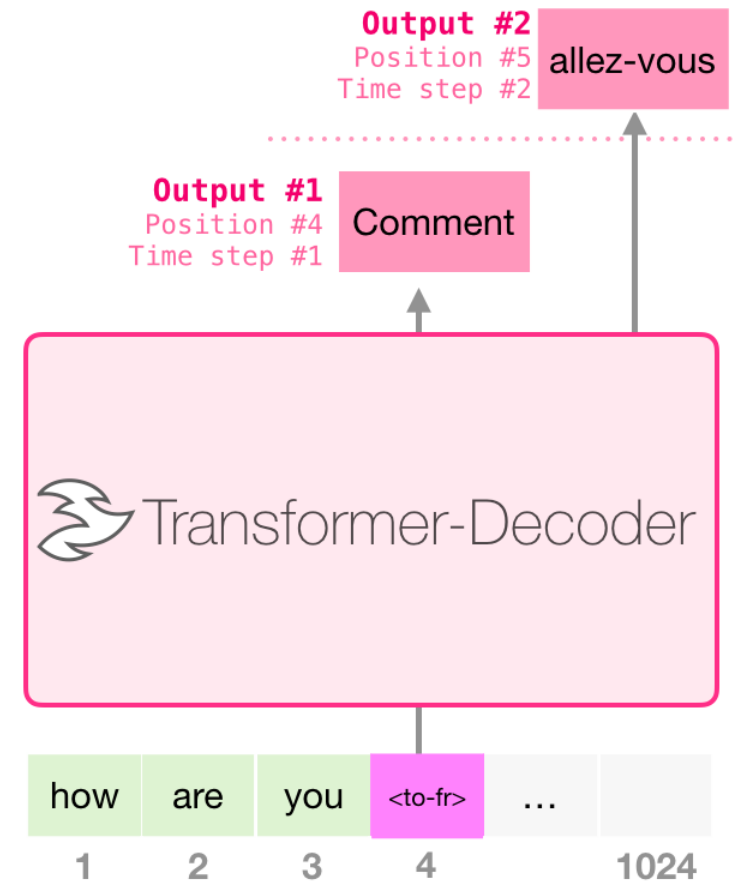 Output #2
Position #5
Time step #2
allez-vous
Output #1
Position #4
Time step #1
Comment
Transformer-Decoder
how are you <to-fr> ...
1 2 3 4 1024